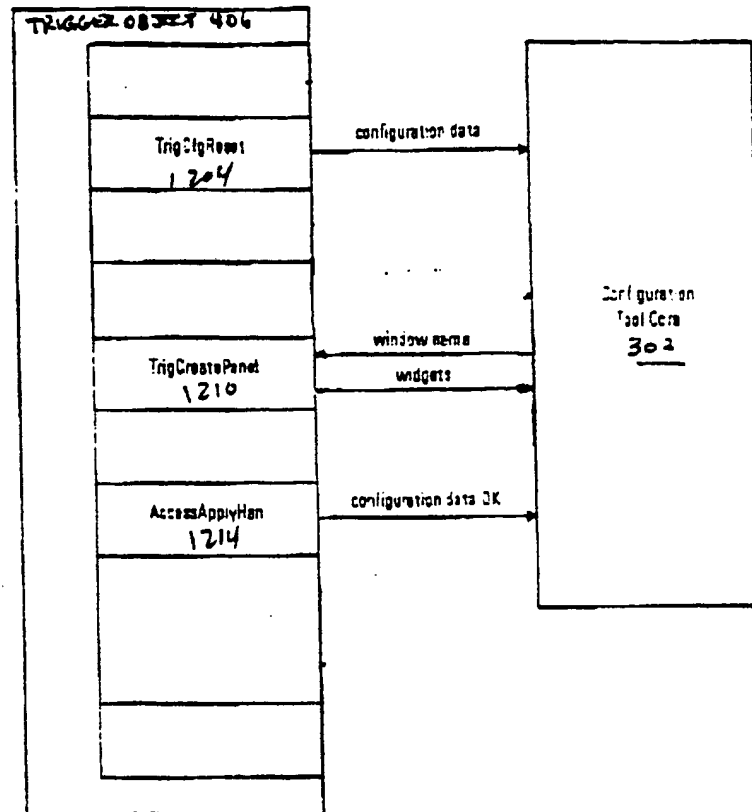 TRIGGER OBJECT 406
TrigCfgReset
1204
configuration data
Configuration
Tool Core
302
window name
TrigCreatePanel
1210
widgets
AccessApplyHan
1214
configuration data OK